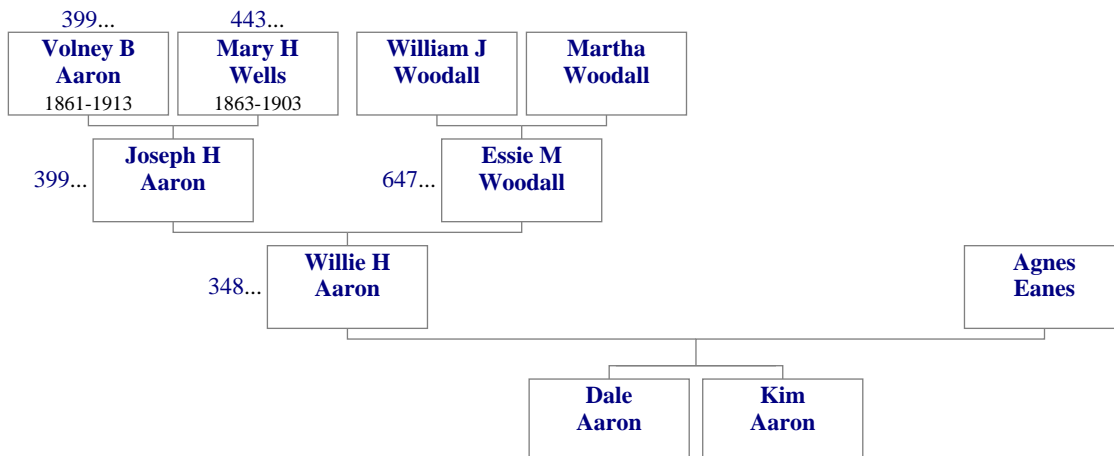 399...
443...
Volney B
Aaron
1861-1913
Mary H
Wells
1863-1903
William J
Woodall
Martha
Woodall
399...
Joseph H
Aaron
647...
Essie M
Woodall
348...
Willie H
Aaron
Agnes
Eanes
Dale
Aaron
Kim
Aaron